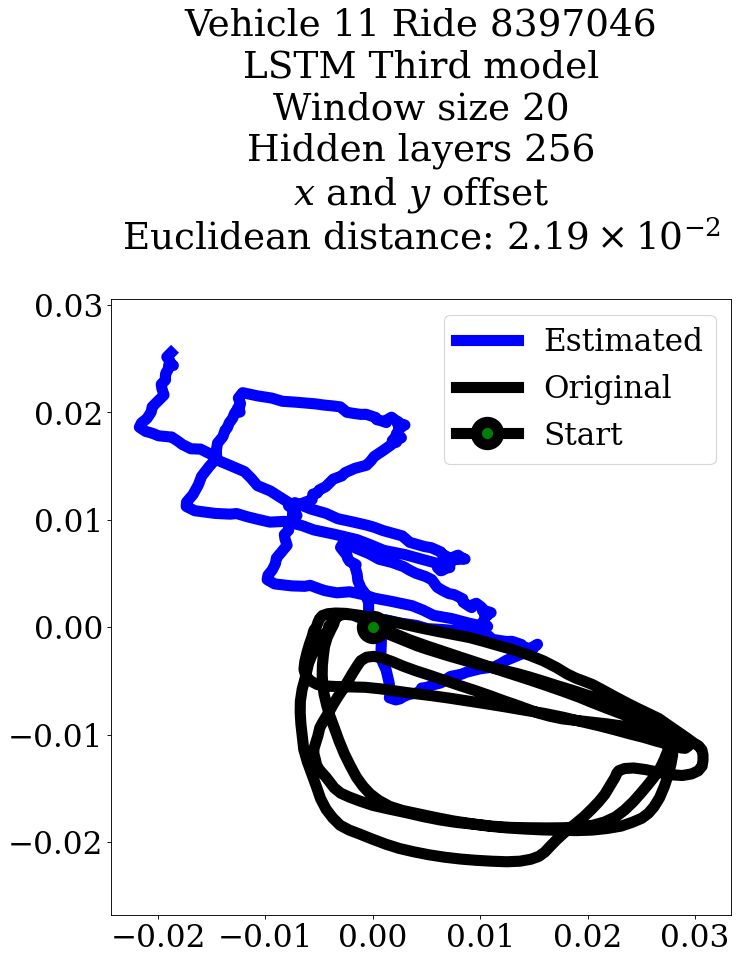 Vehicle 11 Ride 8397046
LSTM Third model
Window size 20
Hidden layers 256
x and y offset
Euclidean distance: 2.19 × 10⁻²
Estimated
Original
Start
0.03
0.02
0.01
0.00
−0.01
−0.02
−0.02 −0.01 0.00 0.01 0.02 0.03